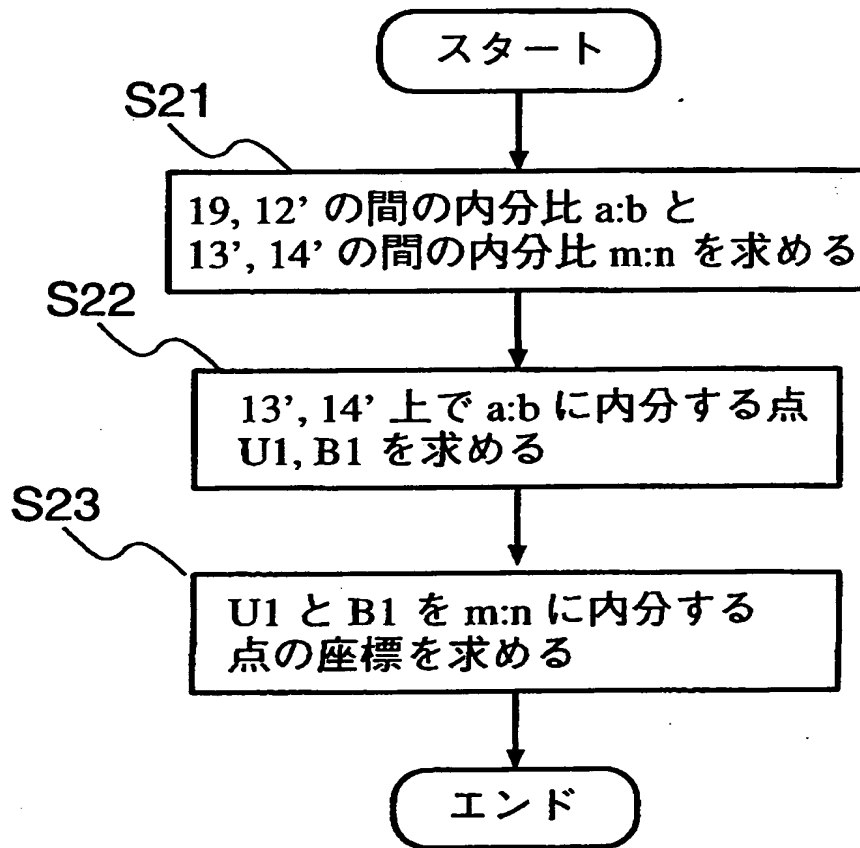 スタート
S21
19, 12’ の間の内分比 a:b と
13’, 14’ の間の内分比 m:n を求める
S22
13’, 14’ 上で a:b に内分する点
U1, B1 を求める
S23
U1 と B1 を m:n に内分する
点の座標を求める
エンド